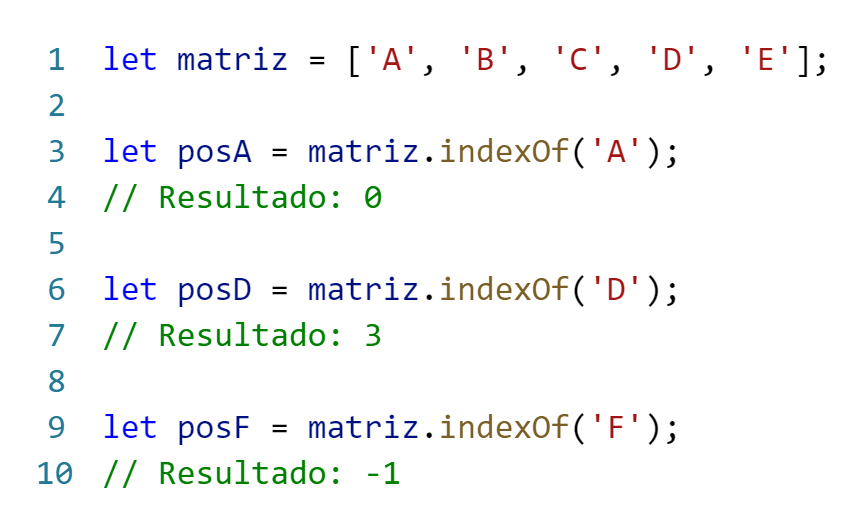 1 let matriz = ['A', 'B', 'C', 'D', 'E'];
2
3 let posA = matriz.indexOf('A');
4 // Resultado: 0
5
6 let posD = matriz.indexOf('D');
7 // Resultado: 3
8
9 let posF = matriz.indexOf('F');
10 // Resultado: -1